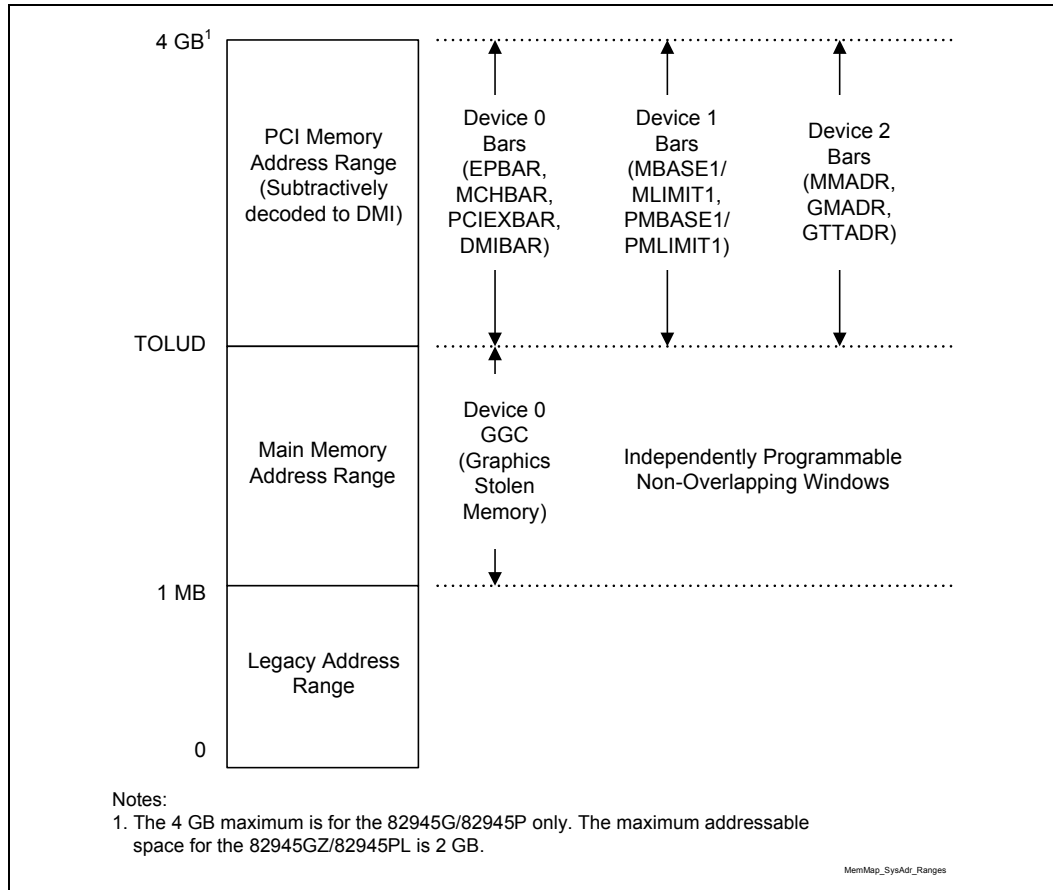 4 GB¹
PCI Memory
Address Range
(Subtractively
decoded to DMI)
Device 0
Bars
(EPBAR,
MCHBAR,
PCIEXBAR,
DMIBAR)
Device 1
Bars
(MBASE1/
MLIMIT1,
PMBASE1/
PMLIMIT1)
Device 2
Bars
(MMADR,
GMADR,
GTTADR)
TOLUD
Main Memory
Address Range
Device 0
GGC
(Graphics
Stolen
Memory)
Independently Programmable
Non-Overlapping Windows
1 MB
Legacy Address
Range
0
Notes:
1. The 4 GB maximum is for the 82945G/82945P only. The maximum addressable
space for the 82945GZ/82945PL is 2 GB.
MemMap_SysAdr_Ranges